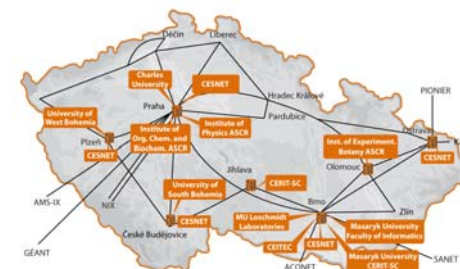 Děčín
Liberec
Charles
University
CESNET
Hradec Králové
PIONIER
Praha
Pardubice
University of
West Bohemia
Institute of
Physics ASCR
Institute of
Org, Chem, and
Biochem. ASCR
Plzeň
CESNET
Inst. of Experiment.
Botany ASCR
Ostrava
CESNET
Olomouc
University of
South Bohemia
Jihlava
CERIT-SC
AMS-IX
NIX
Brno
MU Loschmidt
Laboratories
Zlín
České Budějovice
CESNET
Masaryk University
Faculty of Informatics
GÉANT
CEITEC
CESNET
Masaryk University
CERIT-SC
SANET
ACONET